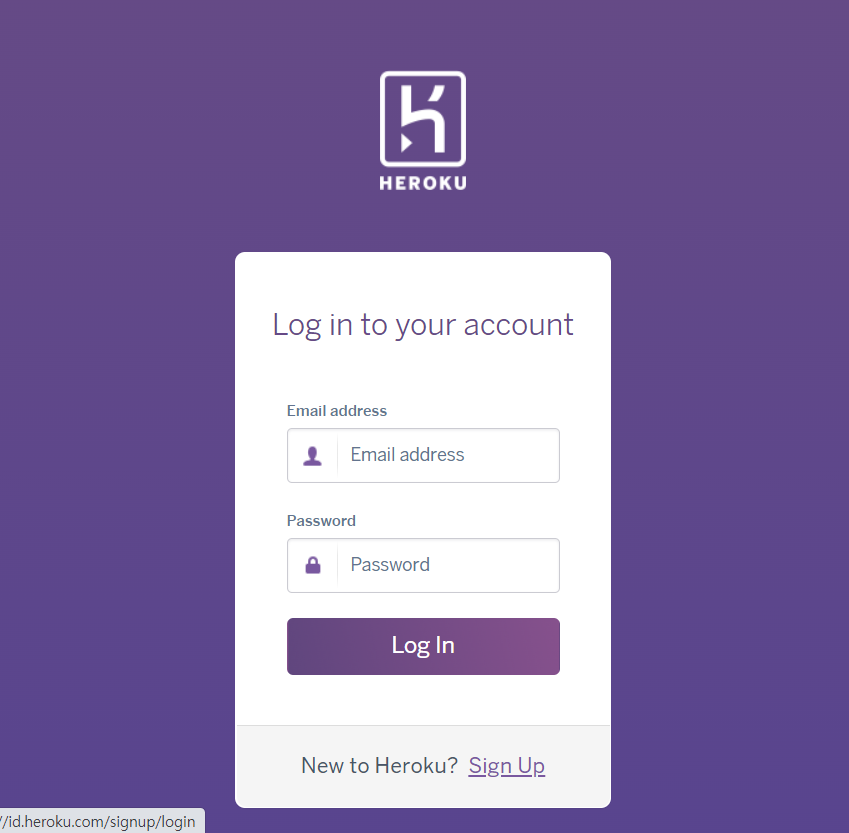 HEROKU
Log in to your account
Email address
Email address
Password
Password
Log In
New to Heroku? Sign Up
//id.heroku.com/signup/login